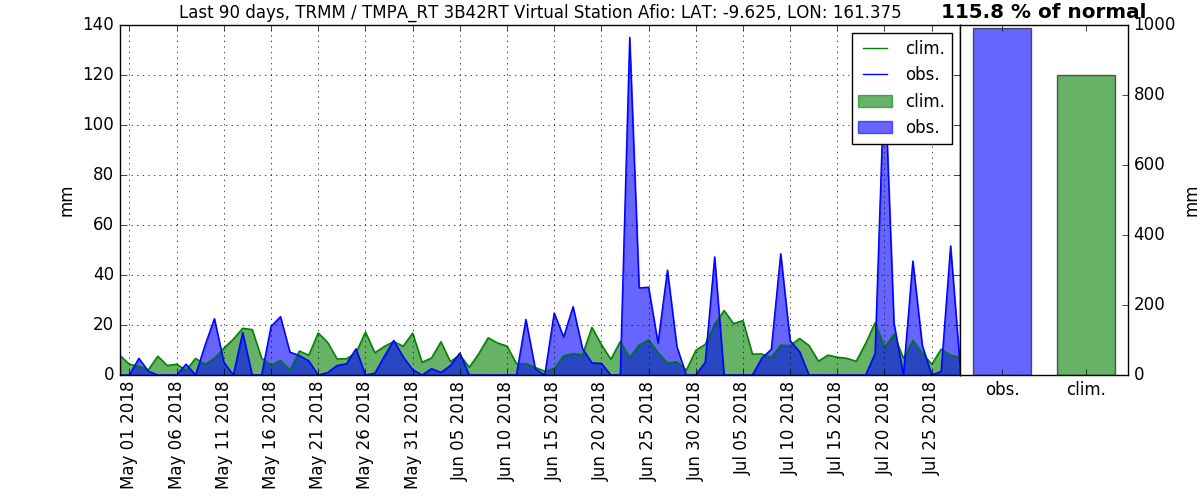 Last 90 days, TRMM / TMPA_RT 3B42RT Virtual Station Afio: LAT: -9.625, LON: 161.375
115.8 % of normal
140
120
100
80
60
40
20
0
mm
clim.
obs.
clim.
obs.
1000
800
600
400
200
0
mm
obs.
clim.
May 01 2018
May 06 2018
May 11 2018
May 16 2018
May 21 2018
May 26 2018
May 31 2018
Jun 05 2018
Jun 10 2018
Jun 15 2018
Jun 20 2018
Jun 25 2018
Jun 30 2018
Jul 05 2018
Jul 10 2018
Jul 15 2018
Jul 20 2018
Jul 25 2018